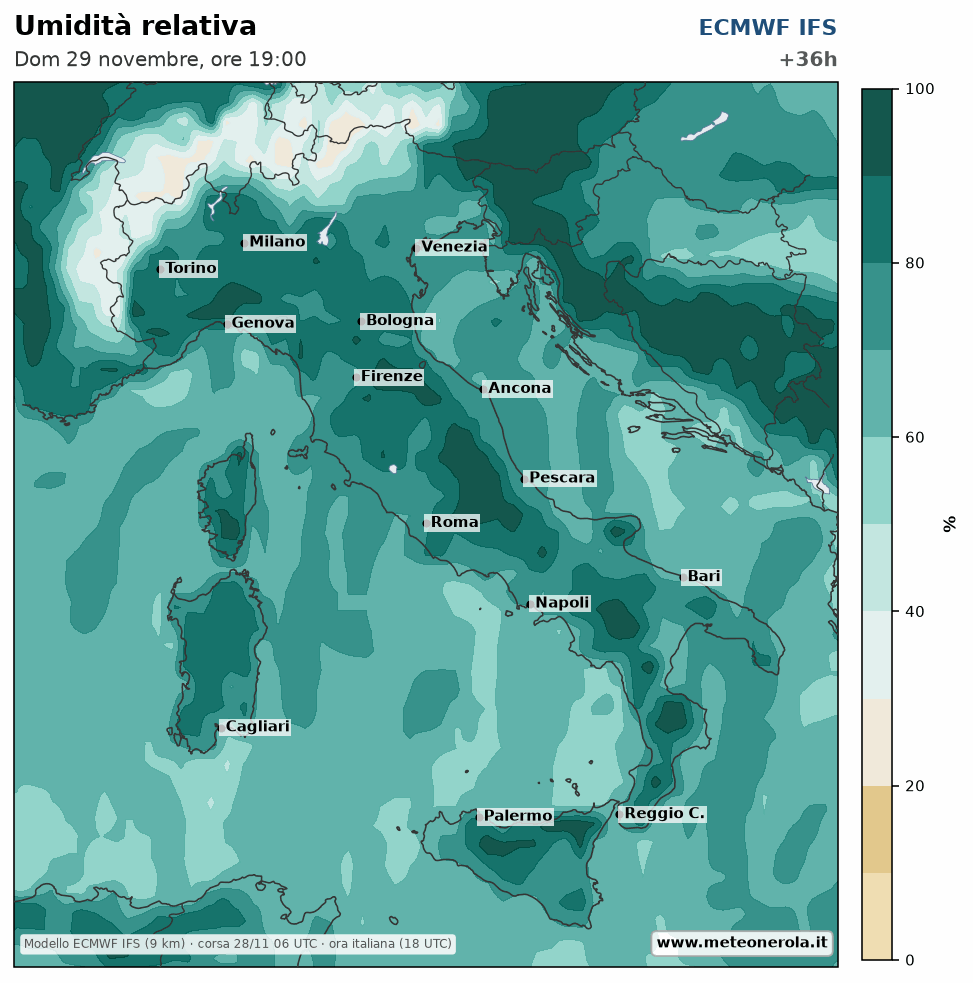 Umidità relativa
ECMWF IFS
Dom 29 novembre, ore 19:00
+36h
100
80
60
40
20
0
%
Milano
Venezia
Torino
Genova
Bologna
Firenze
Ancona
Pescara
Roma
Bari
Napoli
Cagliari
Palermo
Reggio C.
Modello ECMWF IFS (9 km) · corsa 28/11 06 UTC · ora italiana (18 UTC)
www.meteonerola.it